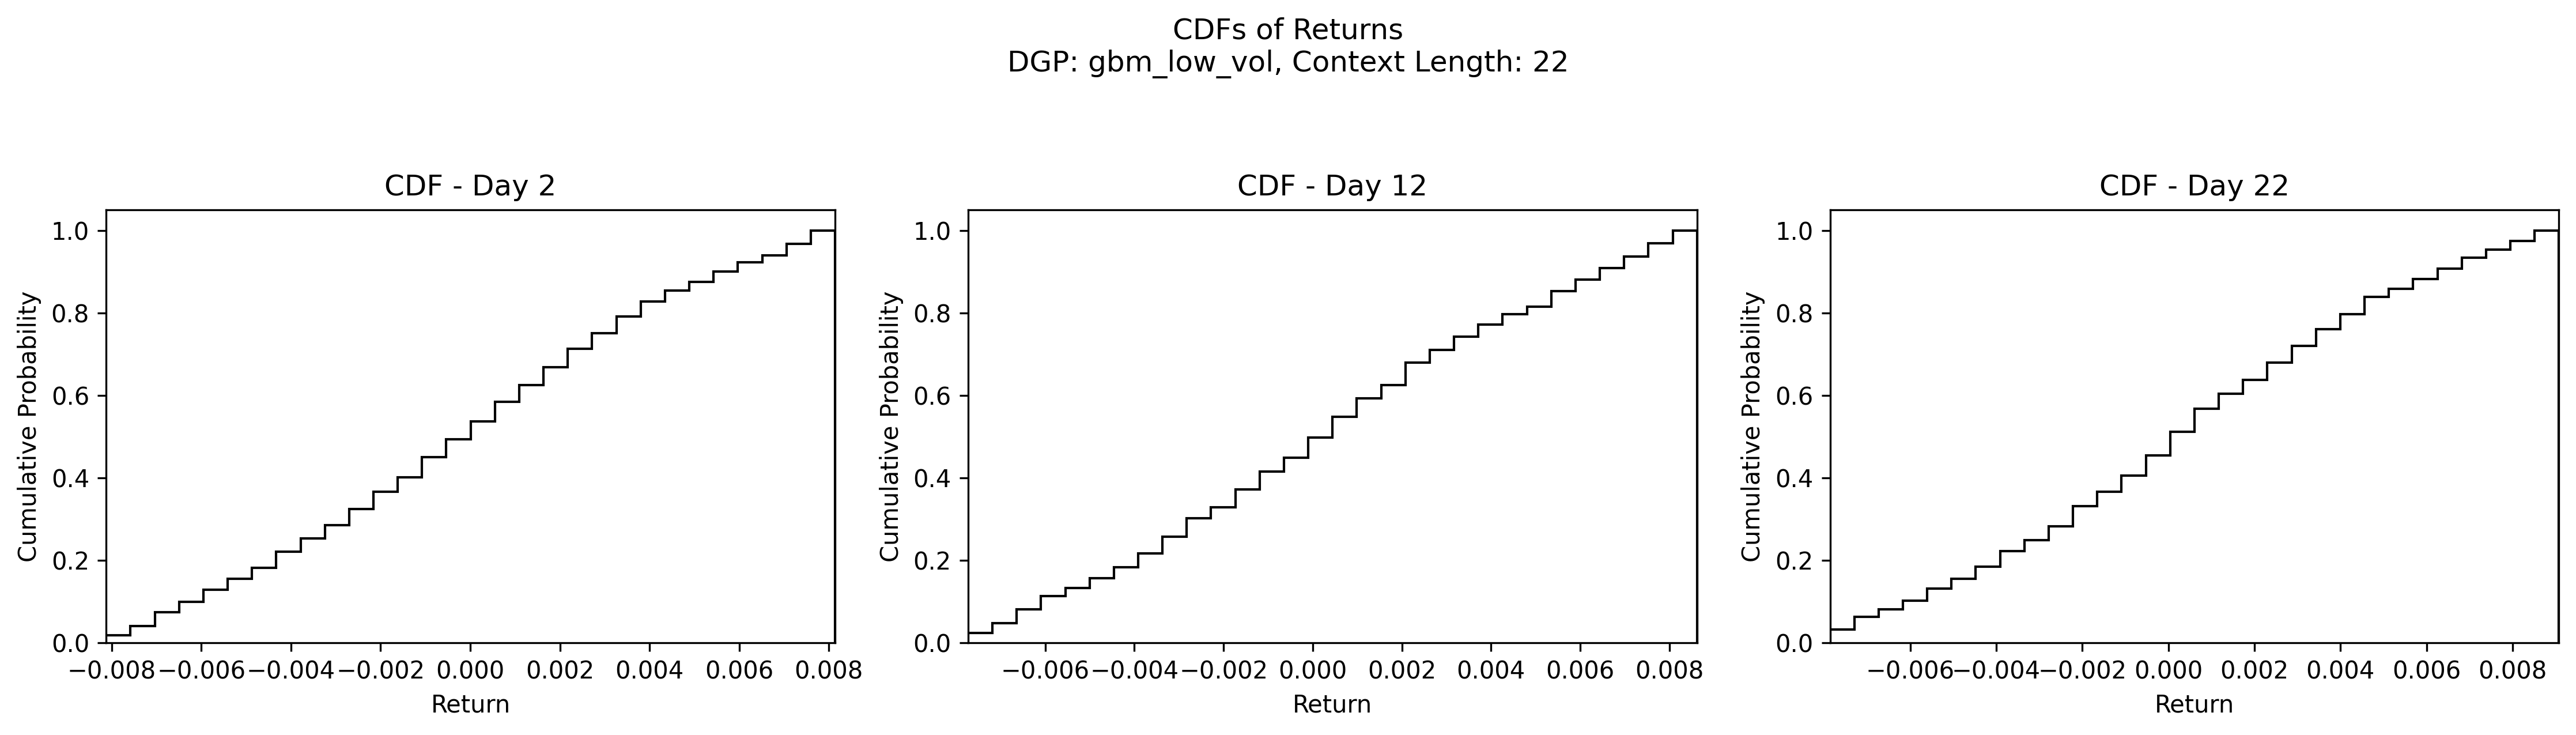 CDFs of Returns
DGP: gbm_low_vol, Context Length: 22
CDF - Day 2
Cumulative Probability
1.0
0.8
0.6
0.4
0.2
0.0
−0.008 −0.006 −0.004 −0.002 0.000 0.002 0.004 0.006 0.008
Return
CDF - Day 12
Cumulative Probability
1.0
0.8
0.6
0.4
0.2
0.0
−0.006 −0.004 −0.002 0.000 0.002 0.004 0.006 0.008
Return
CDF - Day 22
Cumulative Probability
1.0
0.8
0.6
0.4
0.2
0.0
−0.006 −0.004 −0.002 0.000 0.002 0.004 0.006 0.008
Return